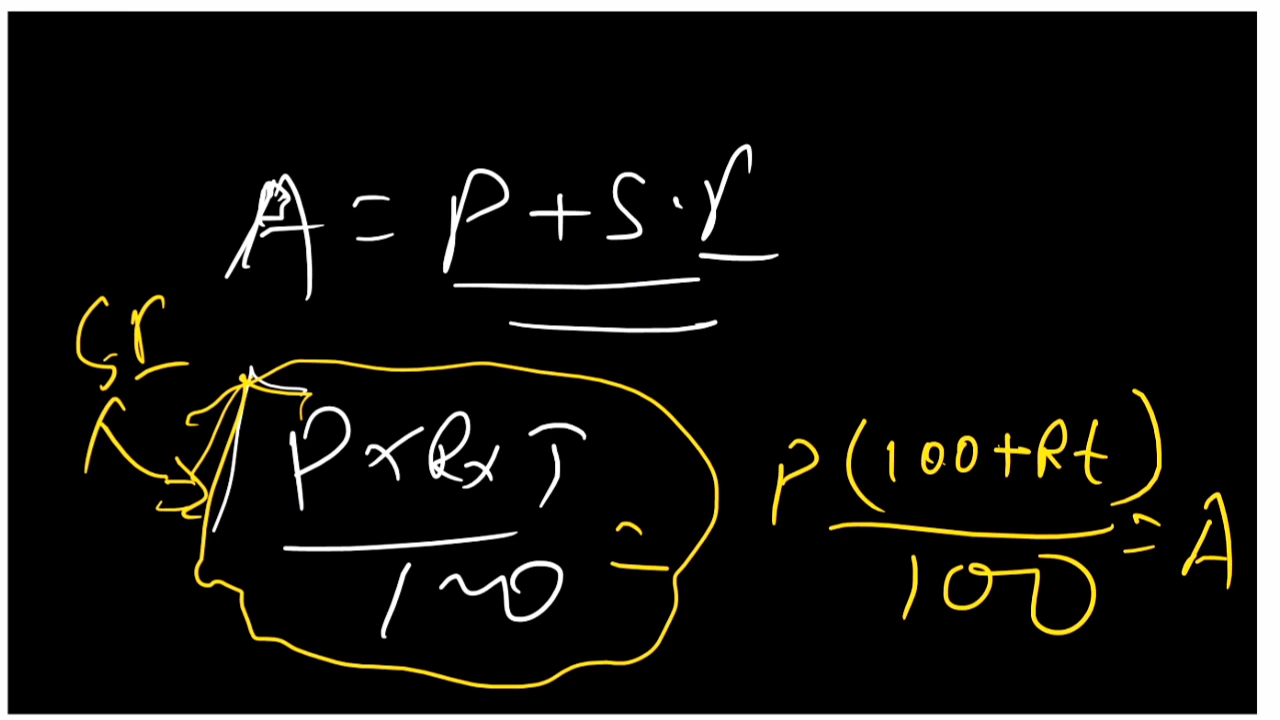 A = P + S.I
S.I
P x R x T
100 =
P (100 + Rt)
100 = A